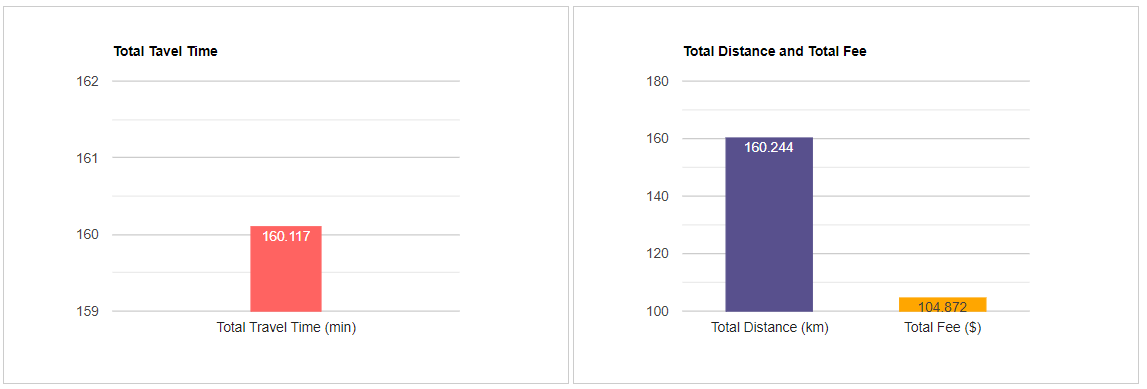 Total Tavel Time
162
161
160
159
160.117
Total Travel Time (min)
Total Distance and Total Fee
180
160
140
120
100
160.244
104.872
Total Distance (km)
Total Fee ($)